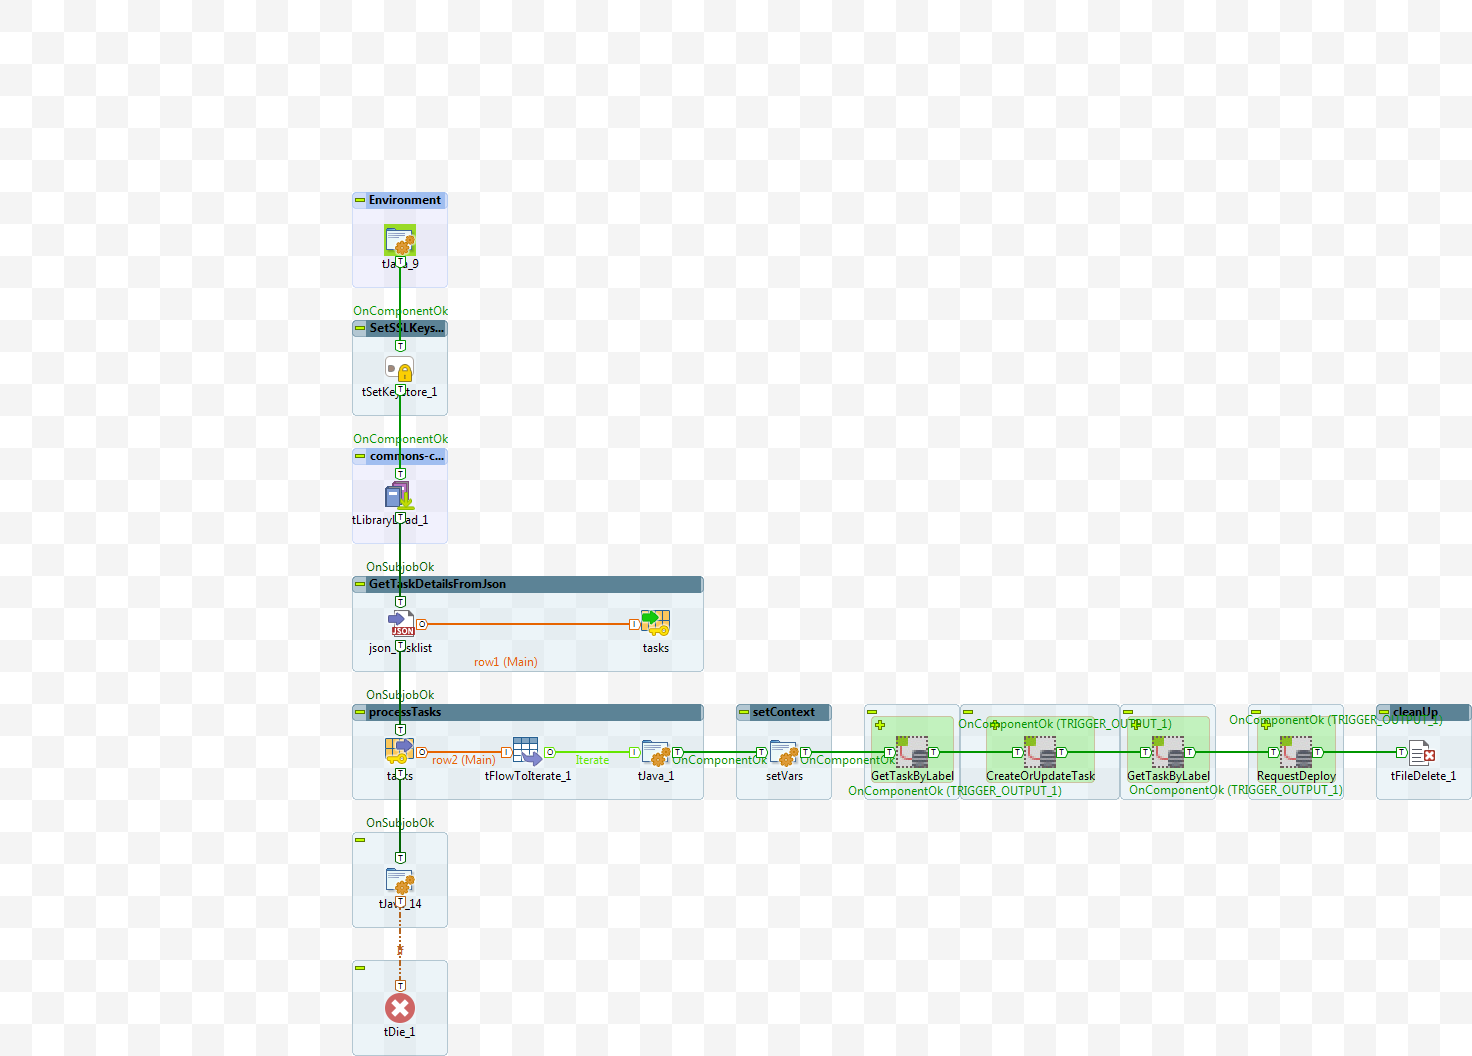 Environment
tJava_9
OnComponentOk
SetSSLKeys...
tSetKeystore_1
OnComponentOk
commons-c...
tLibraryLoad_1
OnSubjobOk
GetTaskDetailsFromJson
JSON
json_tasklist
tasks
row1 (Main)
OnSubjobOk
processTasks
setContext
cleanUp
OnComponentOk (TRIGGER_OUTPUT_1)
OnComponentOk (TRIGGER_OUTPUT_1)
row2 (Main)
Iterate
OnComponentOk
OnComponentOk
tasks
tFlowToIterate_1
tJava_1
setVars
GetTaskByLabel
CreateOrUpdateTask
GetTaskByLabel
RequestDeploy
tFileDelete_1
OnComponentOk (TRIGGER_OUTPUT_1)
OnComponentOk (TRIGGER_OUTPUT_1)
OnSubjobOk
tJava_14
tDie_1